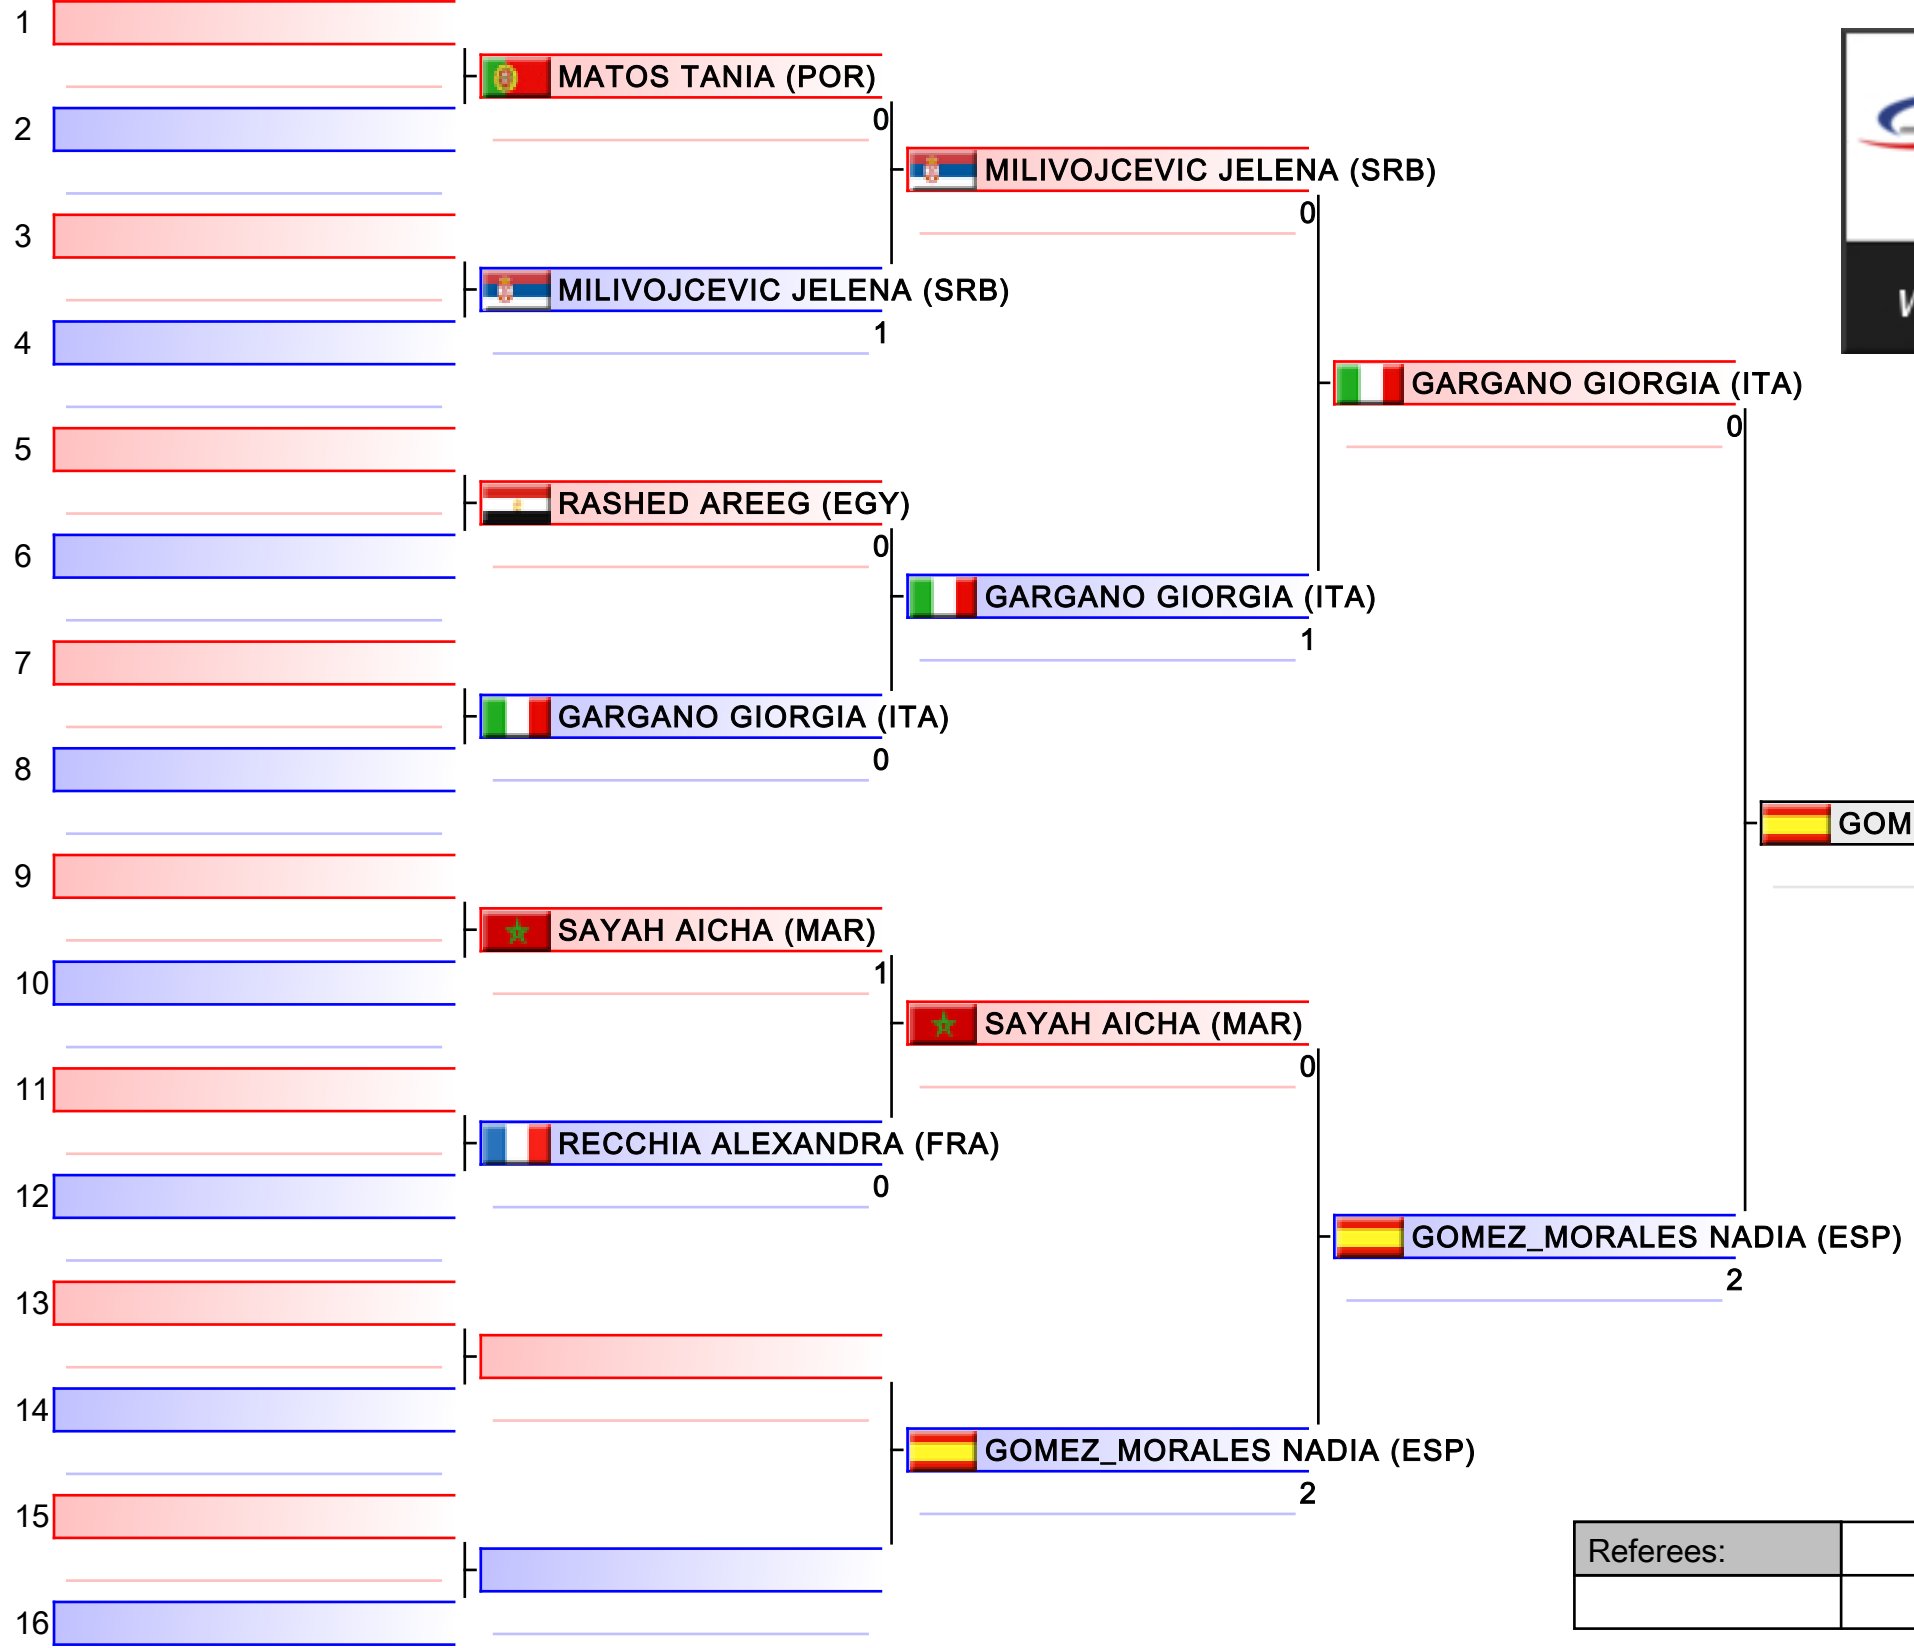 1
MATOS TANIA (POR)
0
2
MILIVOJCEVIC JELENA (SRB)
0
3
MILIVOJCEVIC JELENA (SRB)
1
4
GARGANO GIORGIA (ITA)
0
5
RASHED AREEG (EGY)
0
6
GARGANO GIORGIA (ITA)
1
7
GARGANO GIORGIA (ITA)
0
8
GOM
9
SAYAH AICHA (MAR)
1
10
SAYAH AICHA (MAR)
0
11
RECCHIA ALEXANDRA (FRA)
0
12
GOMEZ_MORALES NADIA (ESP)
2
13
14
GOMEZ_MORALES NADIA (ESP)
2
15
Referees:
16